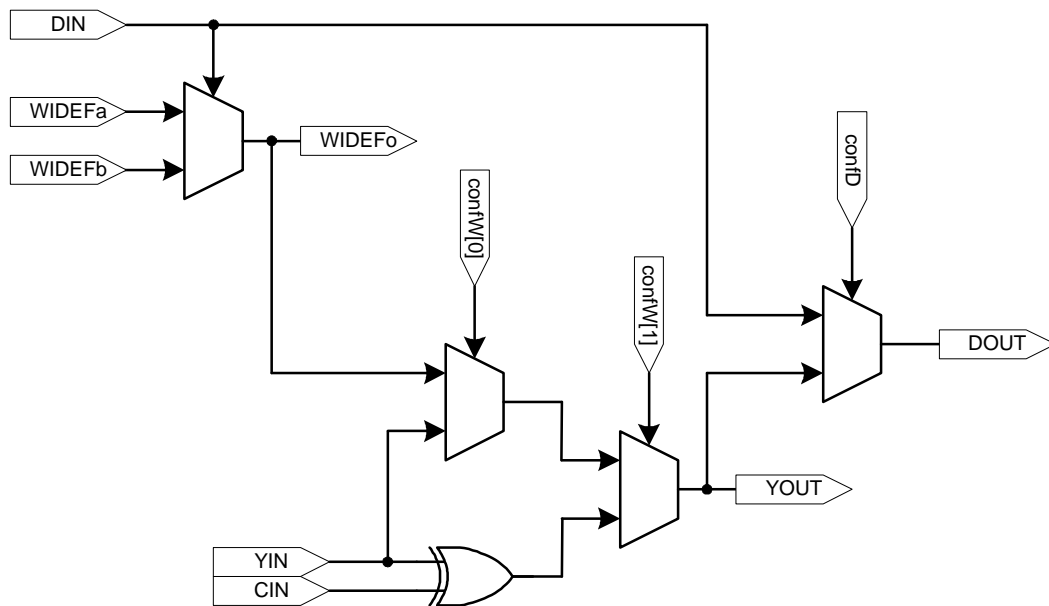 DIN
WIDEFa
WIDEFb
WIDEFo
confW[0]
confW[1]
confD
DOUT
YOUT
YIN
CIN